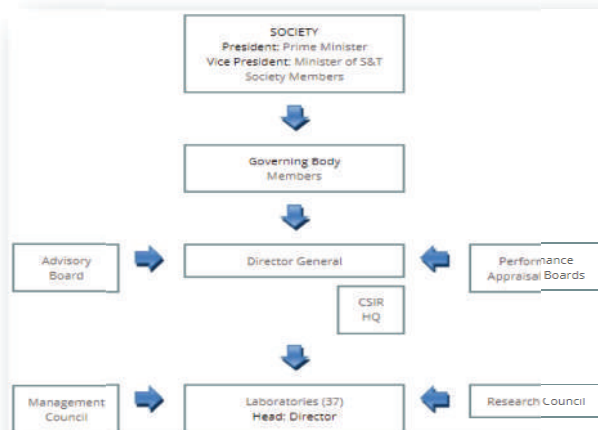 SOCIETY
President: Prime Minister
Vice President: Minister of S&T
Society Members
Governing Body
Members
Advisory
Board
Director General
Performance
Appraisal Boards
CSIR
HQ
Management
Council
Laboratories (37)
Head: Director
Research Council